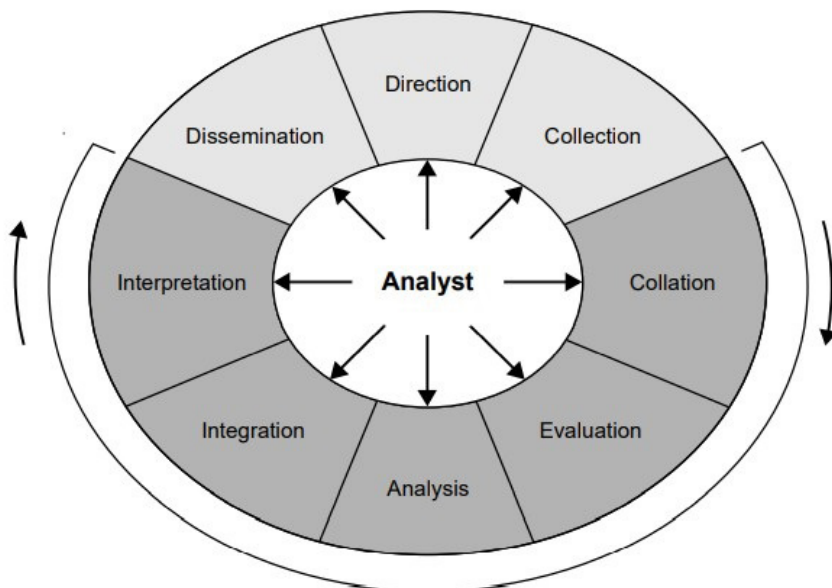 Direction
Dissemination
Collection
Interpretation
Analyst
Collation
Integration
Evaluation
Analysis